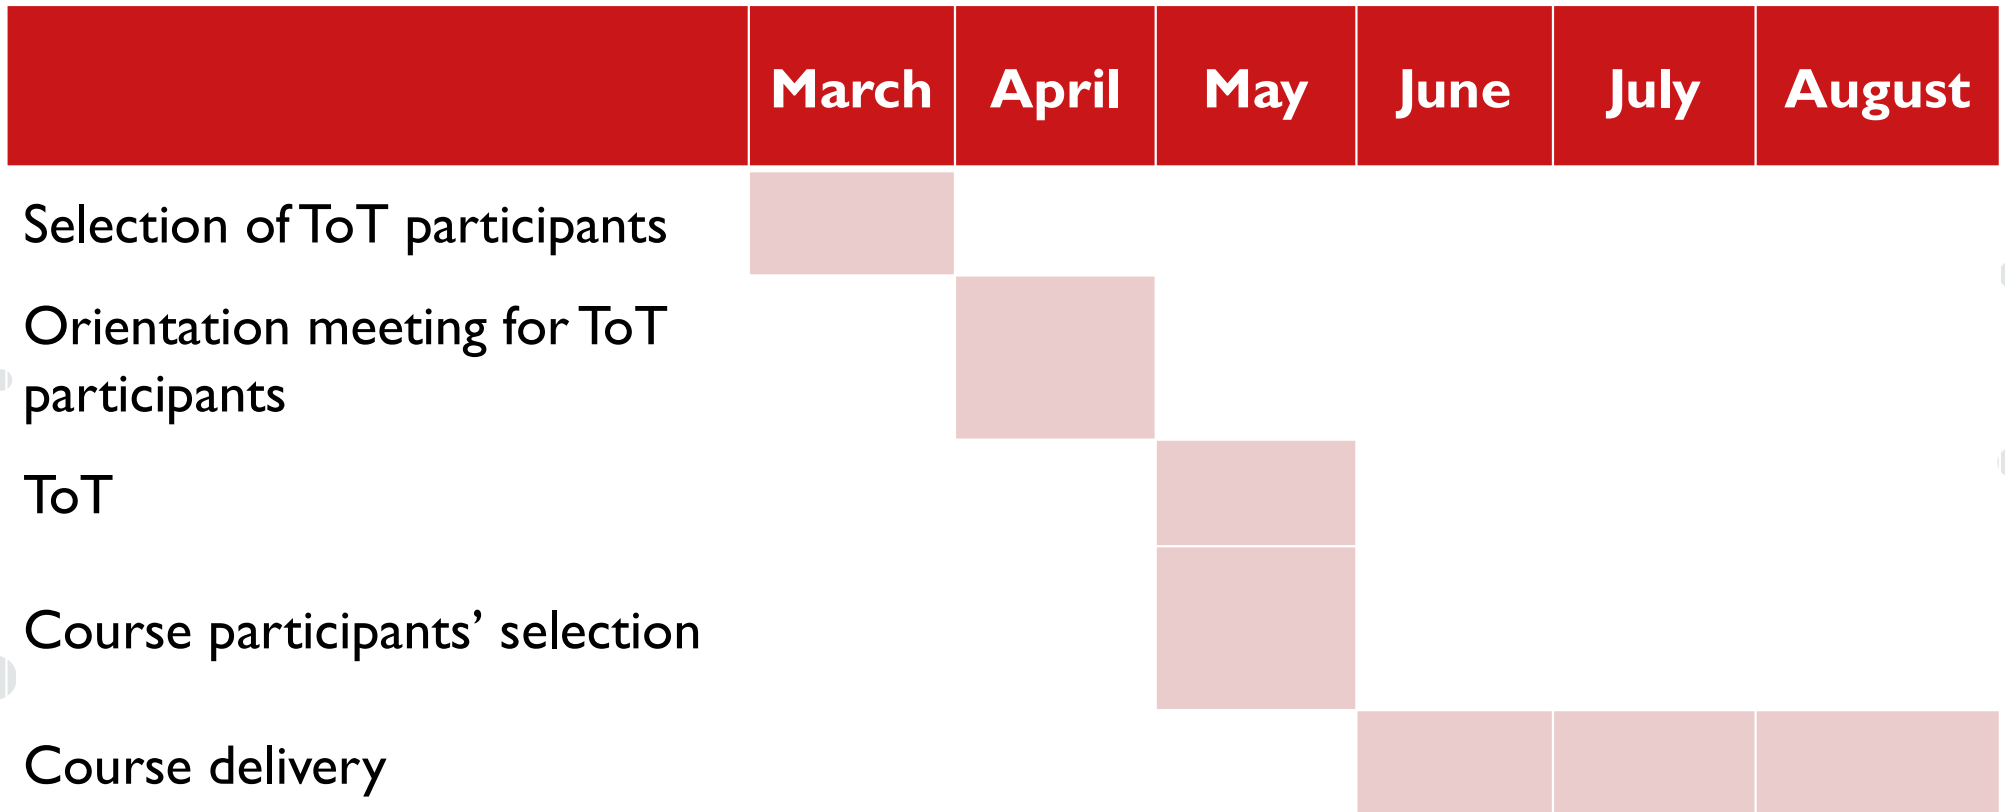 March April May June July August
Selection of ToT participants
Orientation meeting for ToT
participants
ToT
Course participants’ selection
Course delivery